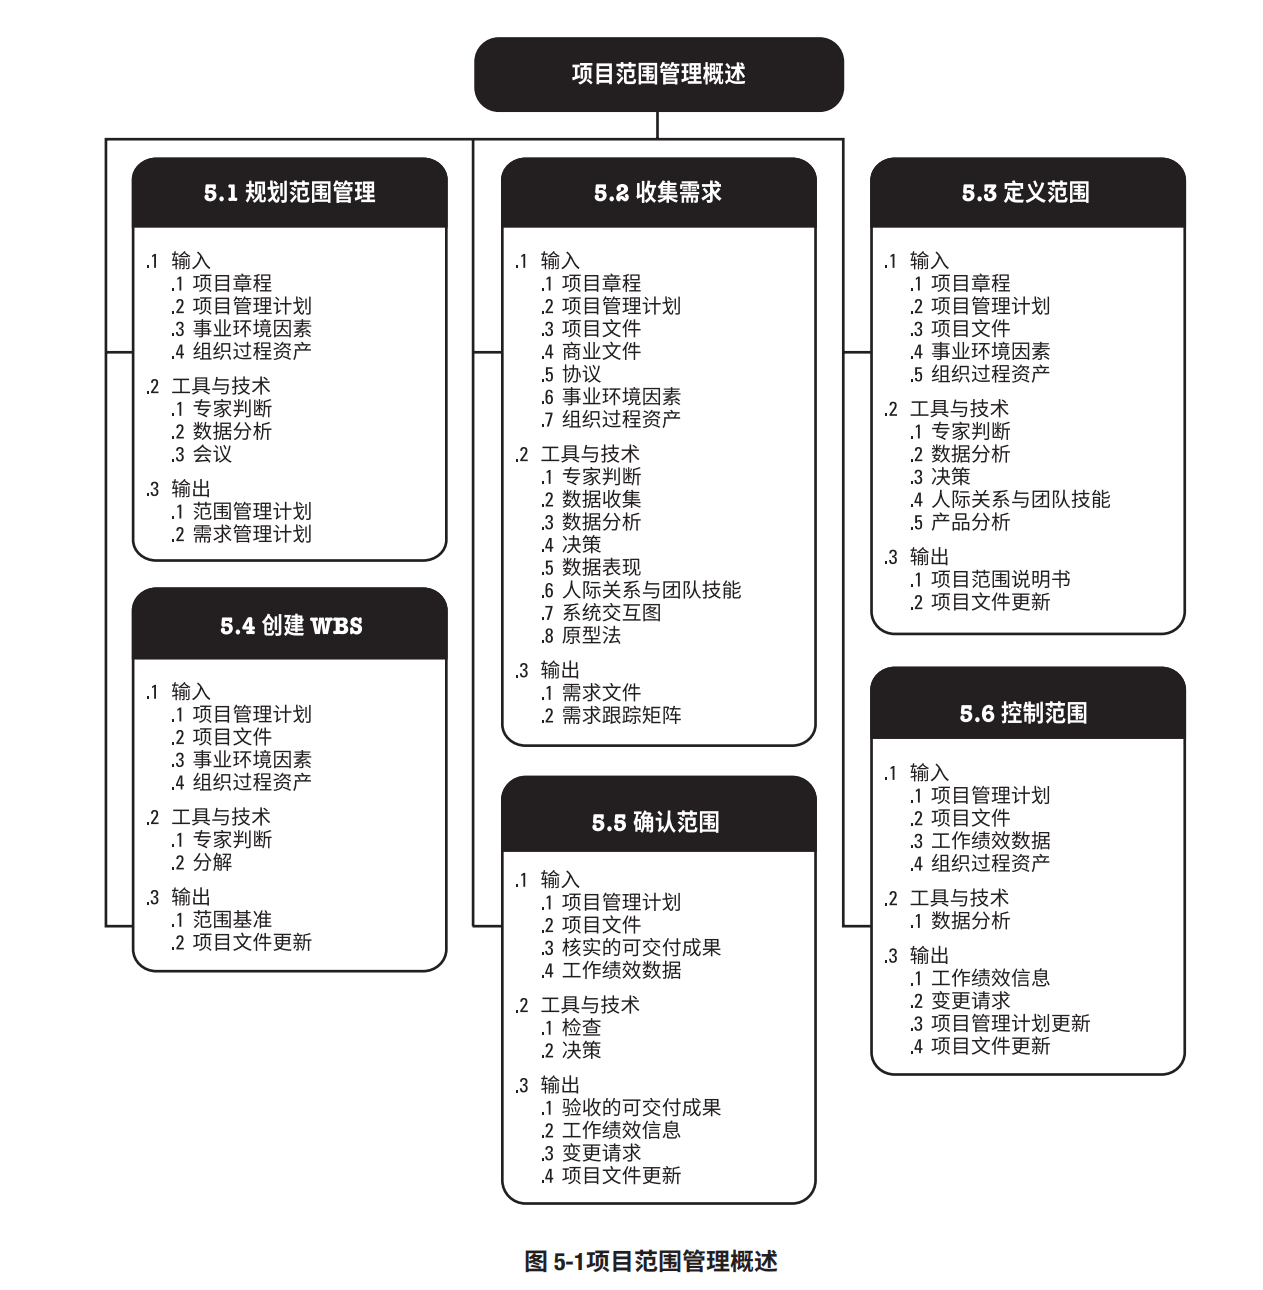 项目范围管理概述
5.1 规划范围管理
.1 输入
.1 项目章程
.2 项目管理计划
.3 事业环境因素
.4 组织过程资产
.2 工具与技术
.1 专家判断
.2 数据分析
.3 会议
.3 输出
.1 范围管理计划
.2 需求管理计划
5.2 收集需求
.1 输入
.1 项目章程
.2 项目管理计划
.3 项目文件
.4 商业文件
.5 协议
.6 事业环境因素
.7 组织过程资产
.2 工具与技术
.1 专家判断
.2 数据收集
.3 数据分析
.4 决策
.5 数据表现
.6 人际关系与团队技能
.7 系统交互图
.8 原型法
.3 输出
.1 需求文件
.2 需求跟踪矩阵
5.3 定义范围
.1 输入
.1 项目章程
.2 项目管理计划
.3 项目文件
.4 事业环境因素
.5 组织过程资产
.2 工具与技术
.1 专家判断
.2 数据分析
.3 决策
.4 人际关系与团队技能
.5 产品分析
.3 输出
.1 项目范围说明书
.2 项目文件更新
5.4 创建 WBS
.1 输入
.1 项目管理计划
.2 项目文件
.3 事业环境因素
.4 组织过程资产
.2 工具与技术
.1 专家判断
.2 分解
.3 输出
.1 范围基准
.2 项目文件更新
5.5 确认范围
.1 输入
.1 项目管理计划
.2 项目文件
.3 核实的可交付成果
.4 工作绩效数据
.2 工具与技术
.1 检查
.2 决策
.3 输出
.1 验收的可交付成果
.2 工作绩效信息
.3 变更请求
.4 项目文件更新
5.6 控制范围
.1 输入
.1 项目管理计划
.2 项目文件
.3 工作绩效数据
.4 组织过程资产
.2 工具与技术
.1 数据分析
.3 输出
.1 工作绩效信息
.2 变更请求
.3 项目管理计划更新
.4 项目文件更新
图 5-1项目范围管理概述